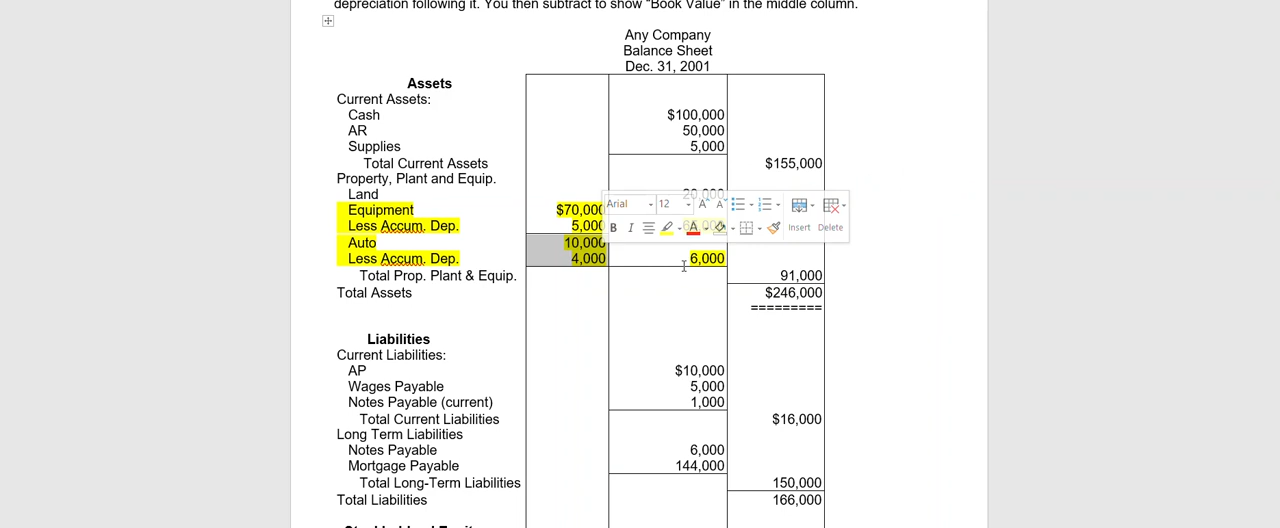 depreciation following it. You then subtract to show “Book Value” in the middle column.
Any Company
Balance Sheet
Dec. 31, 2001
Assets
Current Assets:
Cash $100,000
AR 50,000
Supplies 5,000
Total Current Assets $155,000
Property, Plant and Equip.
Land 20,000
Arial 12
Equipment $70,000
Less Accum. Dep. 5,000
B I A Insert Delete
Auto 10,000
Less Accum. Dep. 4,000 6,000
Total Prop. Plant & Equip. 91,000
Total Assets $246,000
=========
Liabilities
Current Liabilities:
AP $10,000
Wages Payable 5,000
Notes Payable (current) 1,000
Total Current Liabilities $16,000
Long Term Liabilities
Notes Payable 6,000
Mortgage Payable 144,000
Total Long-Term Liabilities 150,000
Total Liabilities 166,000